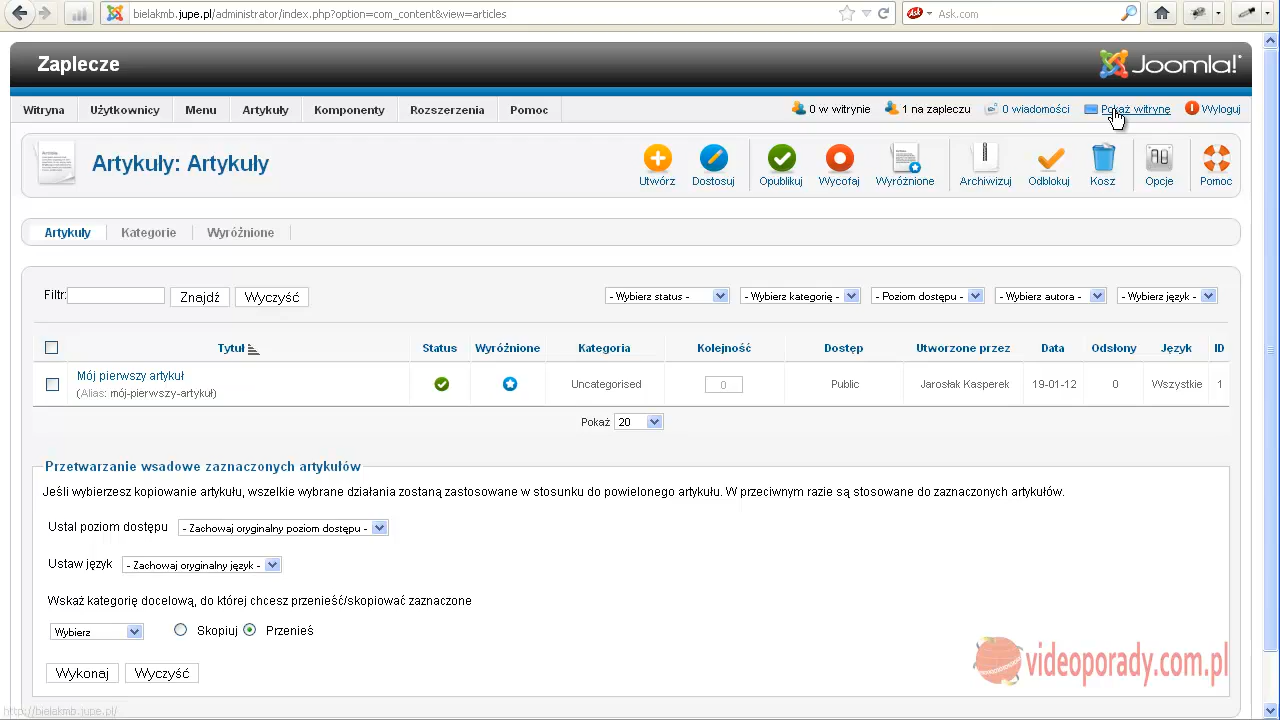 bielakmb.jupe.pl/administrator/index.php?option=com_content&view=articles
Ask.com
Zaplecze
Joomla!
Witryna Użytkownicy Menu Artykuły Komponenty Rozszerzenia Pomoc
0 w witrynie 1 na zapleczu 0 wiadomości Pokaż witrynę Wyloguj
Artykuly: Artykuly
Utwórz Dostosuj Opublikuj Wycofaj Wyróżnione Archiwizuj Odblokuj Kosz Opcje Pomoc
Artykuły Kategorie Wyróżnione
Filtr: Znajdź Wyczyść - Wybierz status - - Wybierz kategorię - - Poziom dostępu - - Wybierz autora - - Wybierz język -
Tytuł Status Wyróżnione Kategoria Kolejność Dostęp Utworzone przez Data Odsłony Język ID
Mój pierwszy artykuł
(Alias: mój-pierwszy-artykuł)
0 Uncategorised Public Jarosłak Kasperek 19-01-12 0 Wszystkie 1
Pokaż 20
Przetwarzanie wsadowe zaznaczonych artykułów
Jeśli wybierzesz kopiowanie artykułu, wszelkie wybrane działania zostaną zastosowane w stosunku do powielonego artykułu. W przeciwnym razie są stosowane do zaznaczonych artykułów.
Ustal poziom dostępu - Zachowaj oryginalny poziom dostępu -
Ustaw język - Zachowaj oryginalny język -
Wskaż kategorię docelową, do której chcesz przenieść/skopiować zaznaczone
Wybierz Skopiuj Przenieś
Wykonaj Wyczyść
videoporady.com.pl
http://bielakmb.jupe.pl/